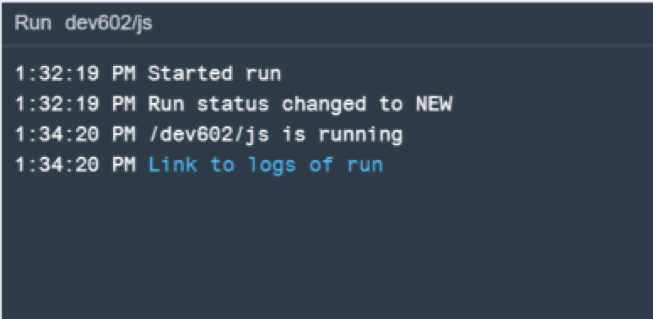 Run dev602/js
1:32:19 PM Started run
1:32:19 PM Run status changed to NEW
1:34:20 PM /dev602/js is running
1:34:20 PM Link to logs of run